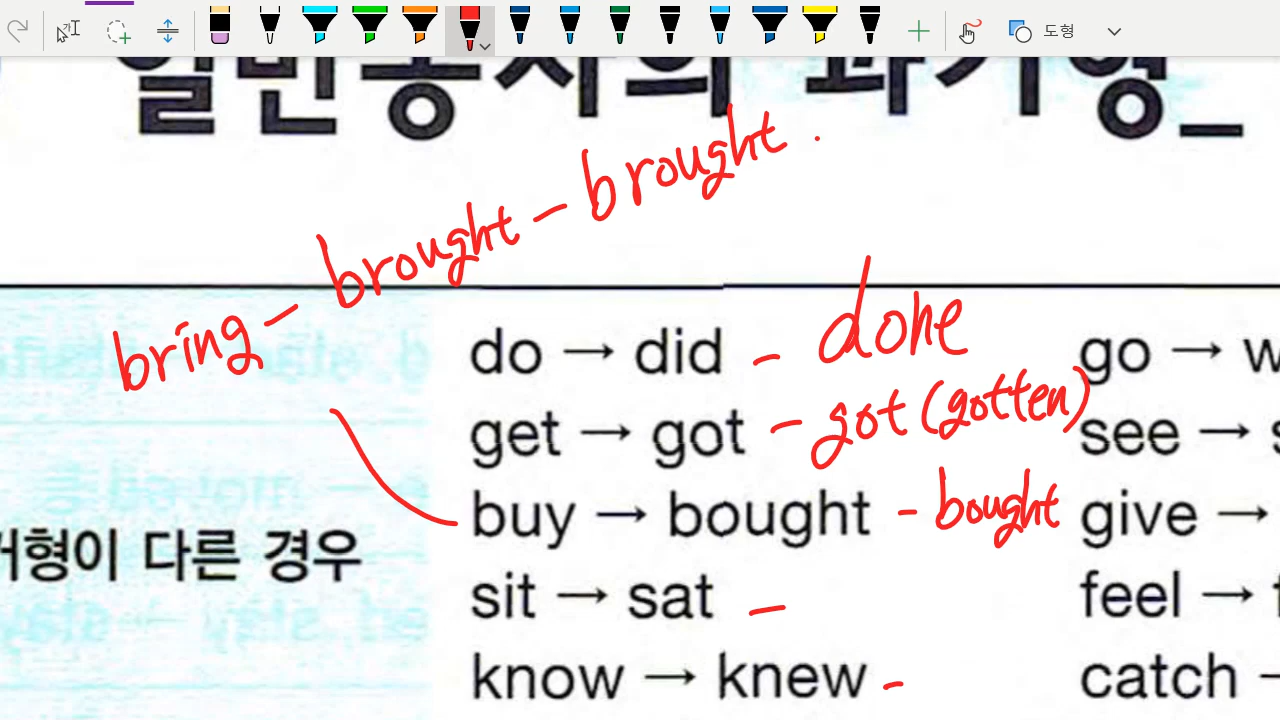 도형
일반동사의 과거형_
bring - brought - brought.
do → did - done
get → got - got (gotten)
buy → bought - bought
sit → sat -
know → knew -
go →
see →
give →
feel →
catch
거형이 다른 경우